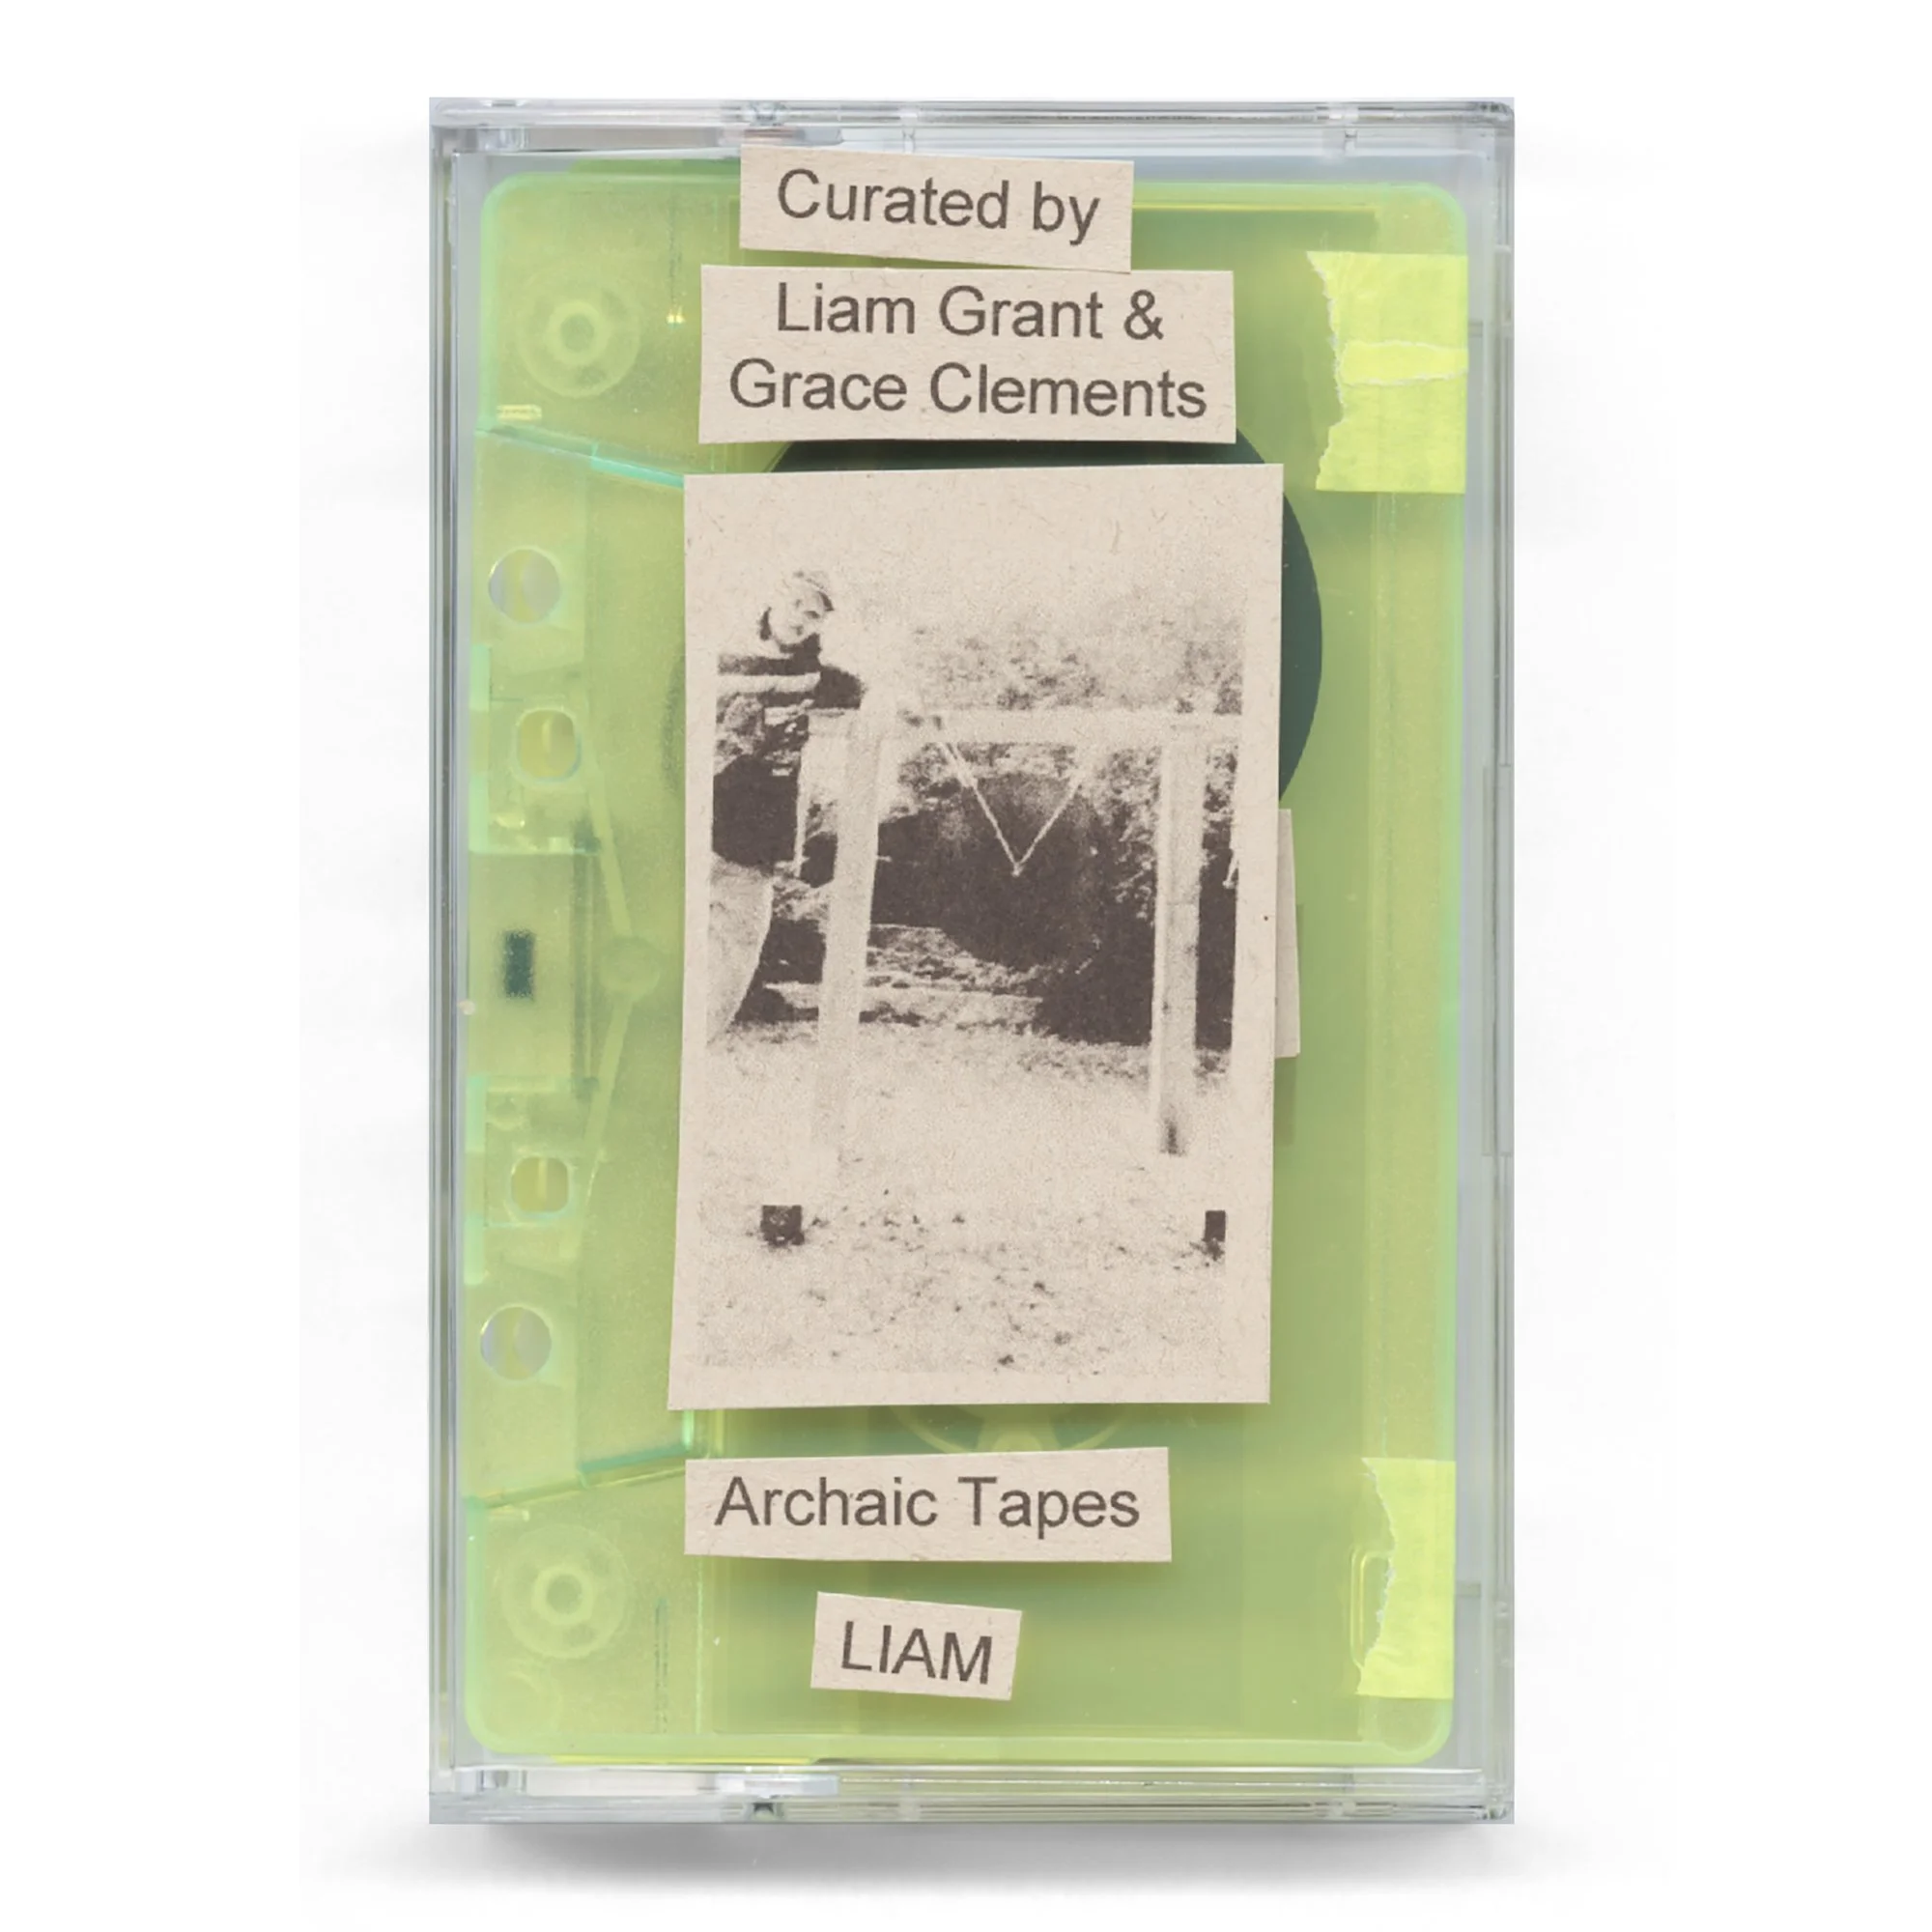 Curated by
Liam Grant &
Grace Clements
Archaic Tapes
LIAM